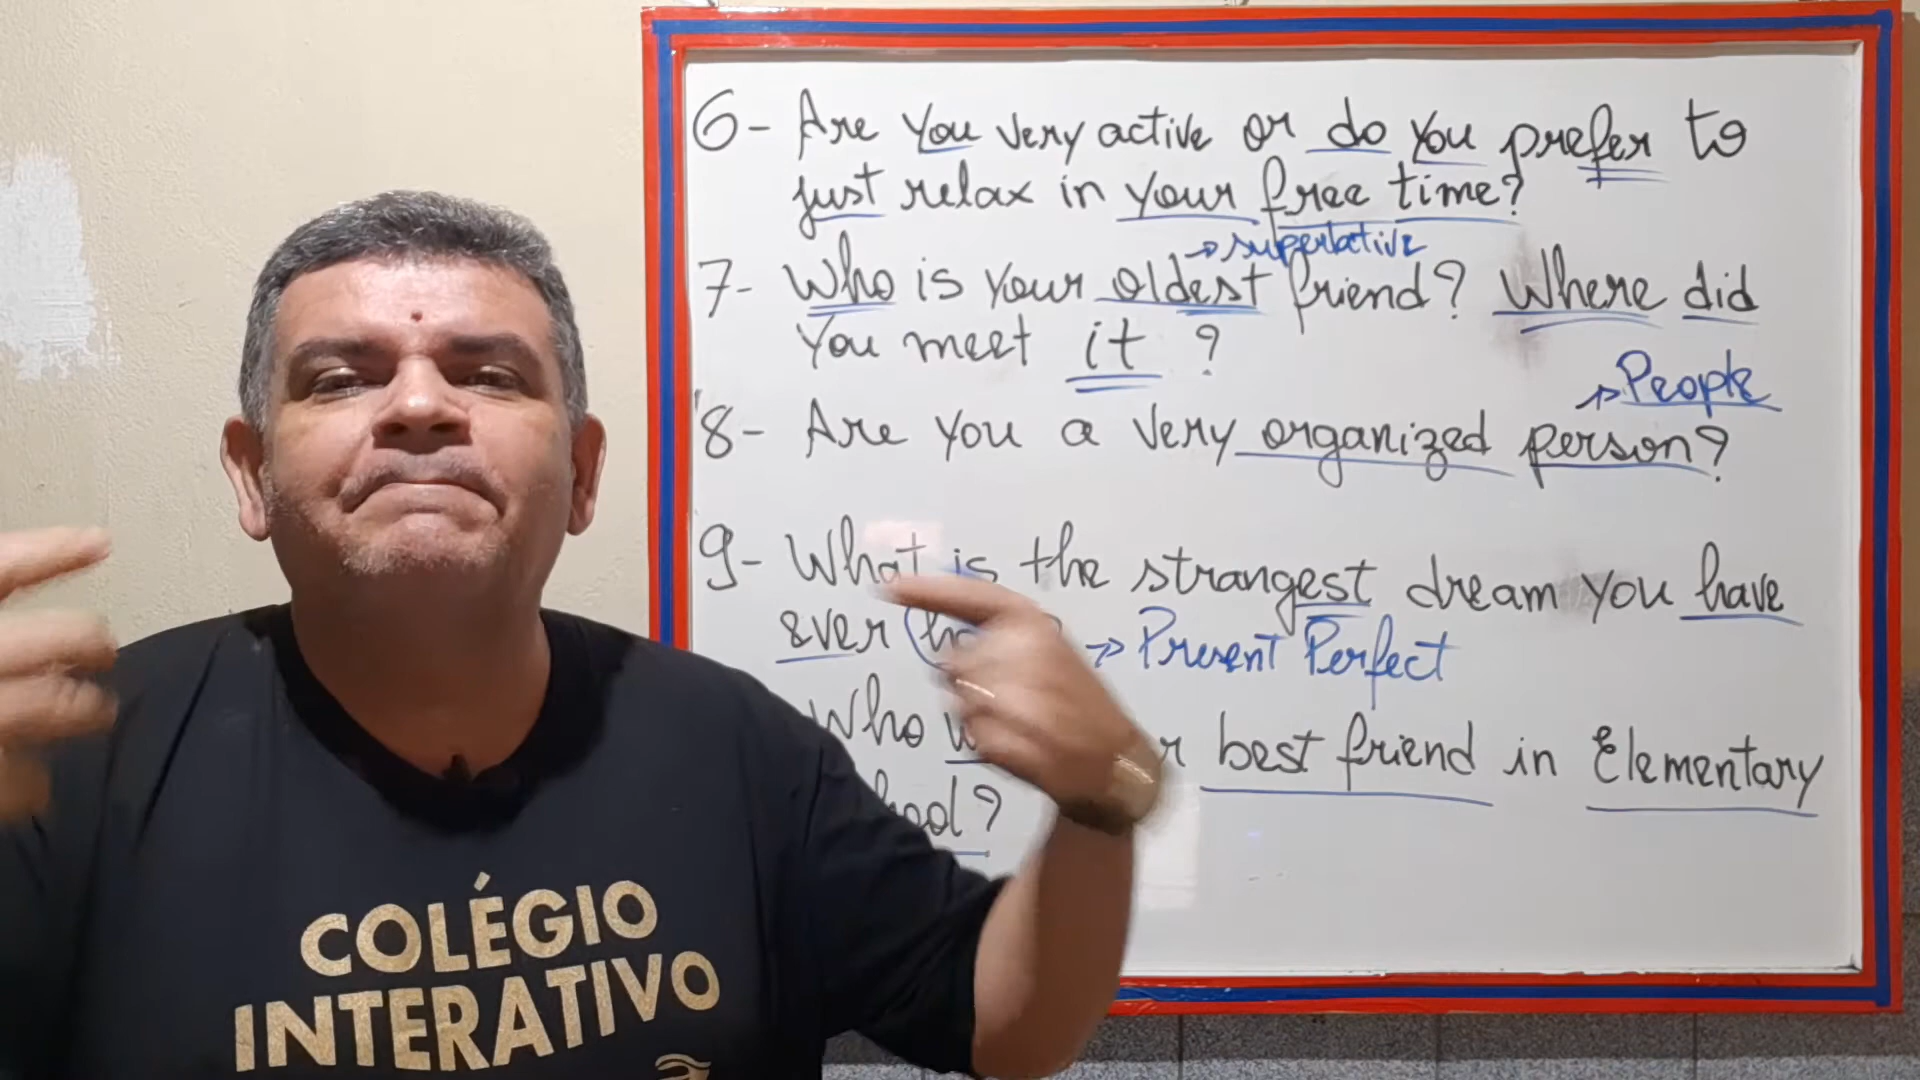 6- Are you very active or do you prefer to
just relax in your free time?
→ superlative
7- Who is your oldest friend? Where did
you meet it ?
→ People
8- Are you a very organized person?
9- What is the strangest dream you have
ever
→ Present Perfect
Who best friend in Elementary
COLÉGIO
INTERATIVO